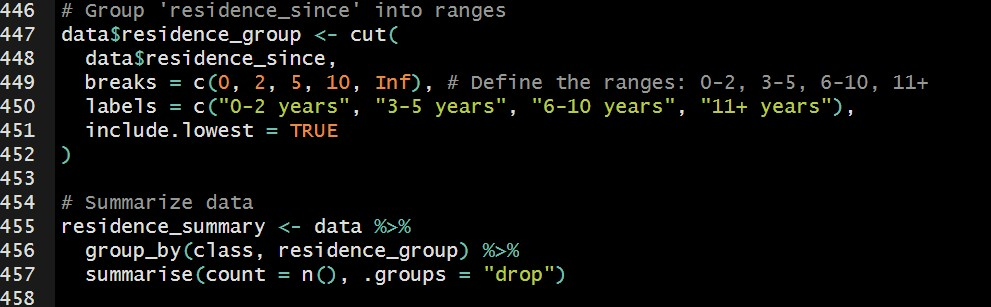 446 # Group 'residence_since' into ranges
447 data$residence_group <- cut(
448   data$residence_since,
449   breaks = c(0, 2, 5, 10, Inf), # Define the ranges: 0-2, 3-5, 6-10, 11+
450   labels = c("0-2 years", "3-5 years", "6-10 years", "11+ years"),
451   include.lowest = TRUE
452 )
453
454 # Summarize data
455 residence_summary <- data %>%
456   group_by(class, residence_group) %>%
457   summarise(count = n(), .groups = "drop")
458